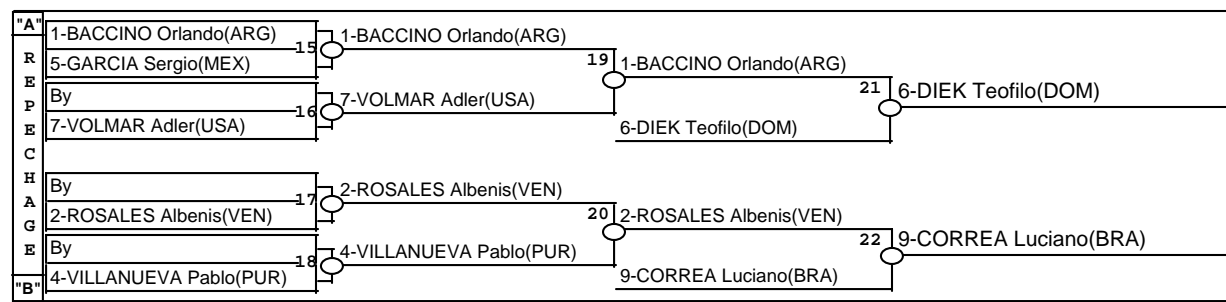 "A"
REPECHAGE
"B"
1-BACCINO Orlando(ARG)
15
5-GARCIA Sergio(MEX)
By
16
7-VOLMAR Adler(USA)
By
17
2-ROSALES Albenis(VEN)
By
18
4-VILLANUEVA Pablo(PUR)
1-BACCINO Orlando(ARG)
19
7-VOLMAR Adler(USA)
2-ROSALES Albenis(VEN)
20
4-VILLANUEVA Pablo(PUR)
1-BACCINO Orlando(ARG)
21
6-DIEK Teofilo(DOM)
2-ROSALES Albenis(VEN)
22
9-CORREA Luciano(BRA)
6-DIEK Teofilo(DOM)
9-CORREA Luciano(BRA)